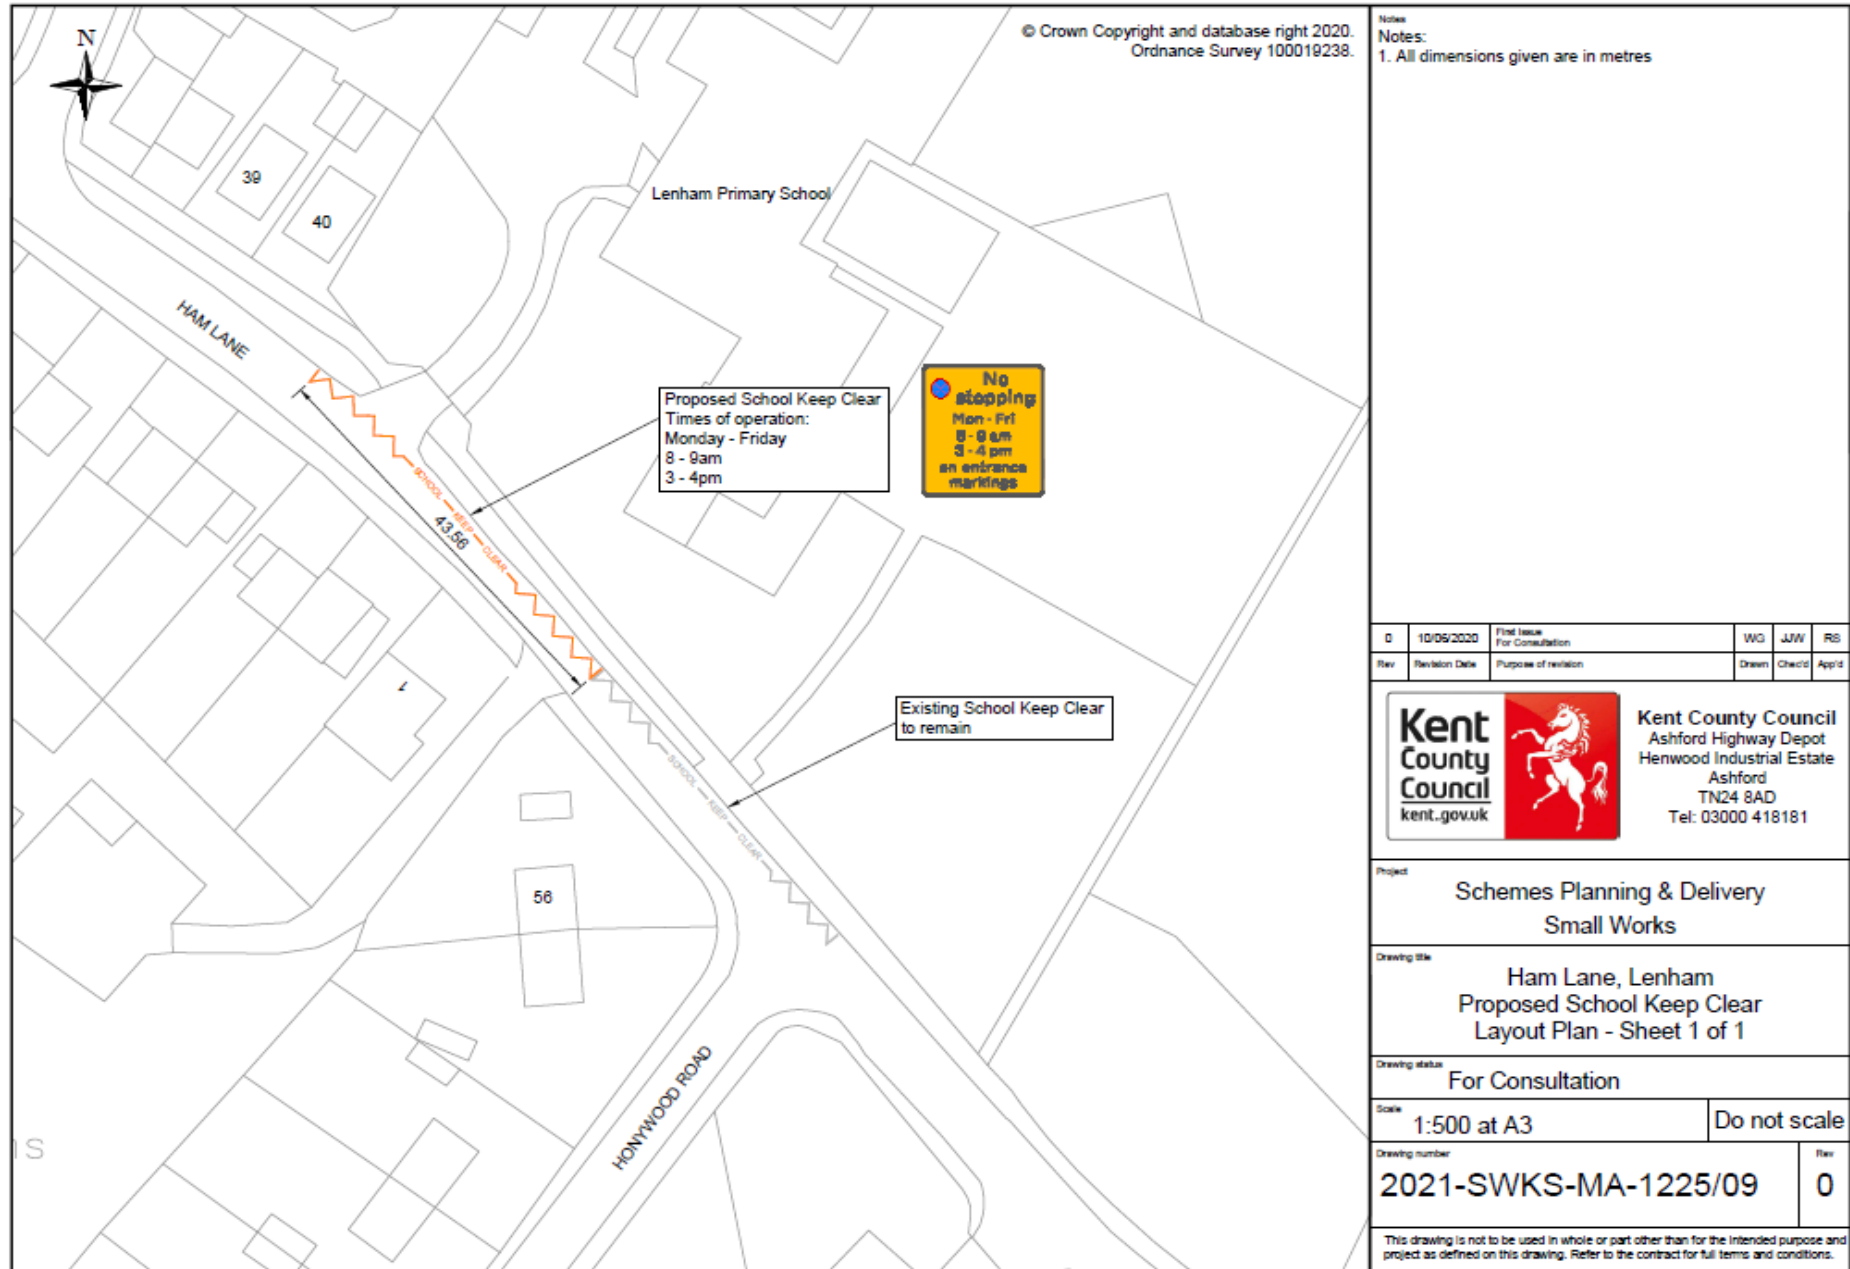 N
© Crown Copyright and database right 2020.
Ordnance Survey 100019238.
39
40
Lenham Primary School
HAM LANE
Proposed School Keep Clear
Times of operation:
Monday - Friday
8 - 9am
3 - 4pm
No
stopping
Mon - Fri
8 - 9 am
3 - 4 pm
on entrance
markings
SCHOOL KEEP CLEAR
43.56
1
Existing School Keep Clear
to remain
SCHOOL KEEP CLEAR
56
HONYWOOD ROAD
Notes
Notes:
1. All dimensions given are in metres
0 10/06/2020 First Issue
For Consultation WG JJW RS
Rev Revision Date Purpose of revision Drawn Chec'd App'd
Kent
County
Council
kent.gov.uk
Kent County Council
Ashford Highway Depot
Henwood Industrial Estate
Ashford
TN24 8AD
Tel: 03000 418181
Project
Schemes Planning & Delivery
Small Works
Drawing title
Ham Lane, Lenham
Proposed School Keep Clear
Layout Plan - Sheet 1 of 1
Drawing status
For Consultation
Scale
1:500 at A3
Do not scale
Drawing number
2021-SWKS-MA-1225/09
Rev
0
This drawing is not to be used in whole or part other than for the intended purpose and
project as defined on this drawing. Refer to the contract for full terms and conditions.